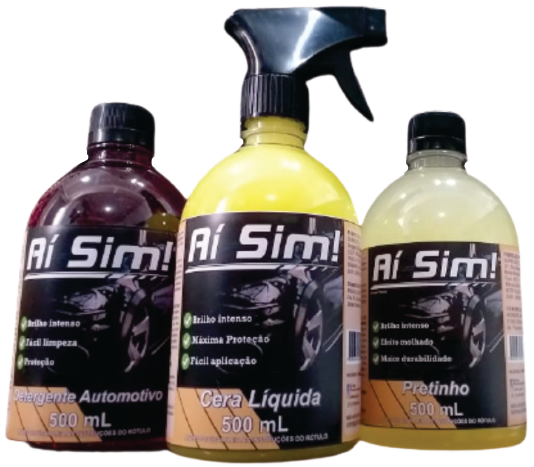 Aí Sim!
Brilho intenso
Fácil limpeza
Proteção
Detergente Automotivo
500 mL
Aí Sim!
Brilho intenso
Máxima Proteção
Fácil aplicação
Cera Líquida
500 mL
Aí Sim!
Brilho intenso
Efeito molhado
Maior durabilidade
Pretinho
500 mL